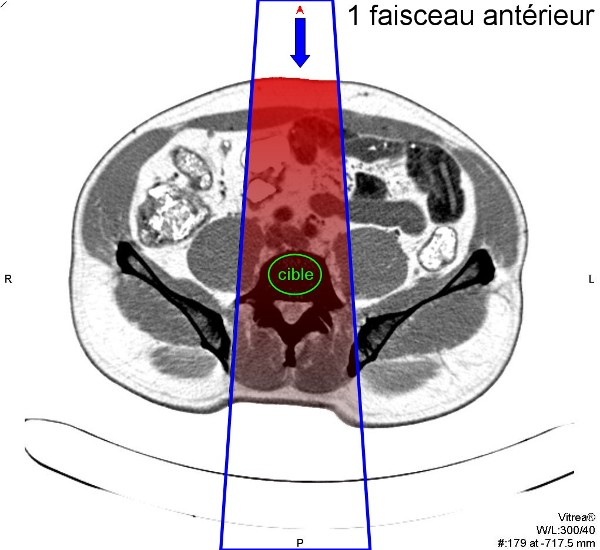 1 faisceau antérieur
A
R
L
cible
Vitrea®
W/L:300/40
#:179 at -717.5 mm
P